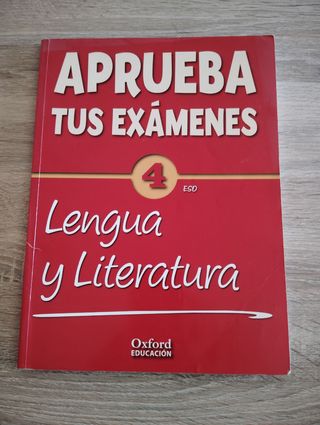 APRUEBA
TUS EXÁMENES
4 ESO
Lengua
y Literatura
Oxford
EDUCACIÓN